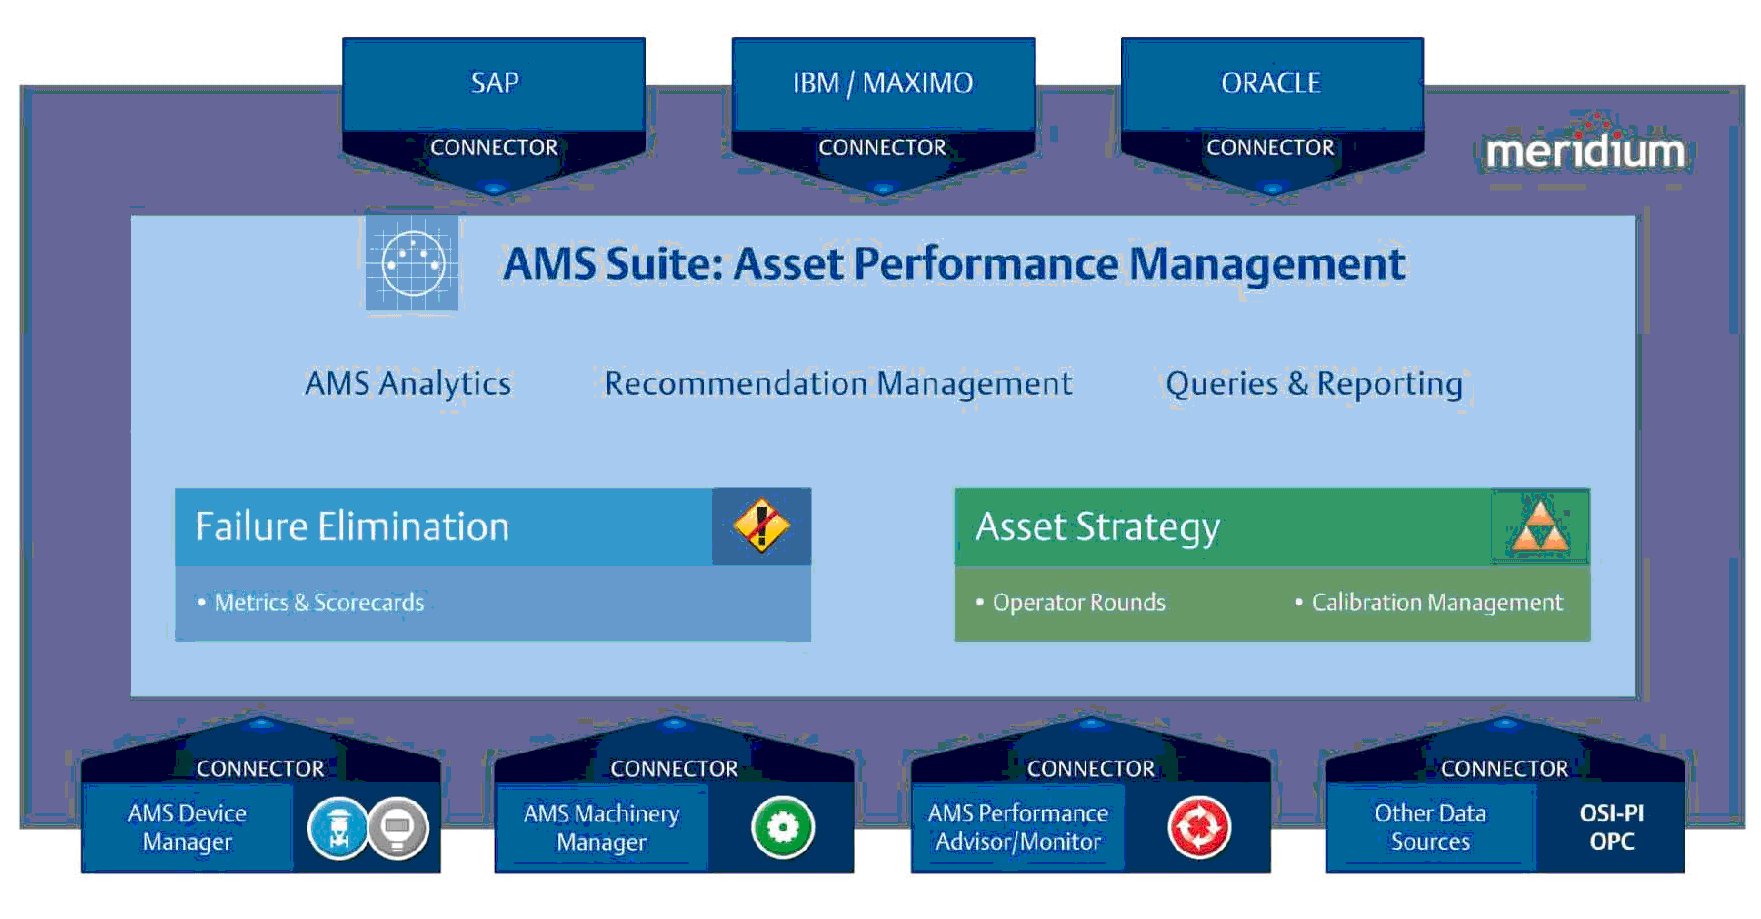 SAP
IBM / MAXIMO
ORACLE
CONNECTOR
CONNECTOR
CONNECTOR
meridium
AMS Suite: Asset Performance Management
AMS Analytics
Recommendation Management
Queries & Reporting
Failure Elimination
• Metrics & Scorecards
Asset Strategy
• Operator Rounds
• Calibration Management
CONNECTOR
CONNECTOR
CONNECTOR
CONNECTOR
AMS Device
Manager
AMS Machinery
Manager
AMS Performance
Advisor/Monitor
Other Data
Sources
OSI-PI
OPC